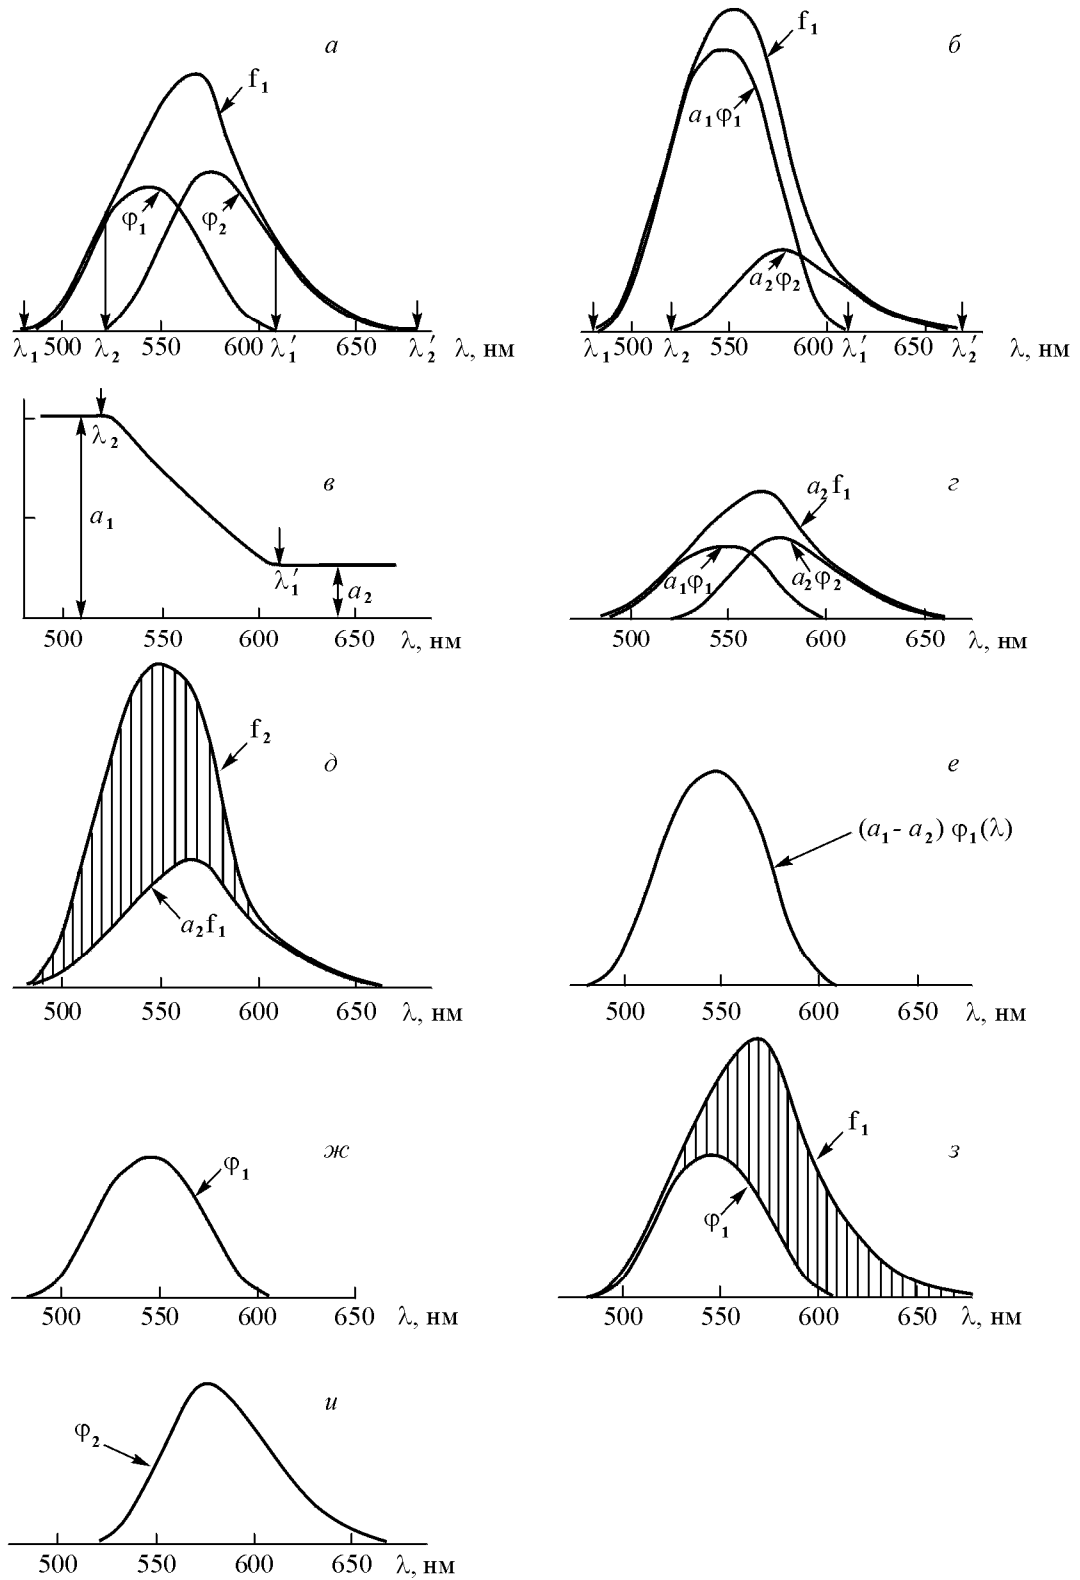 а
f₁
φ₁
φ₂
λ₁ 500 λ₂ 550 600 λ₁′ 650 λ₂′ λ, нм
б
f₁
a₁φ₁
a₂φ₂
λ₁ 500 λ₂ 550 600 λ₁′ 650 λ₂′ λ, нм
в
λ₂
a₁
λ₁′
a₂
500 550 600 650 λ, нм
г
a₂f₁
a₁φ₁
a₂φ₂
500 550 600 650 λ, нм
д
f₂
a₂f₁
500 550 600 650 λ, нм
е
(a₁- a₂) φ₁(λ)
500 550 600 650 λ, нм
ж
φ₁
500 550 600 650 λ, нм
з
f₁
φ₁
500 550 600 650 λ, нм
и
φ₂
500 550 600 650 λ, нм